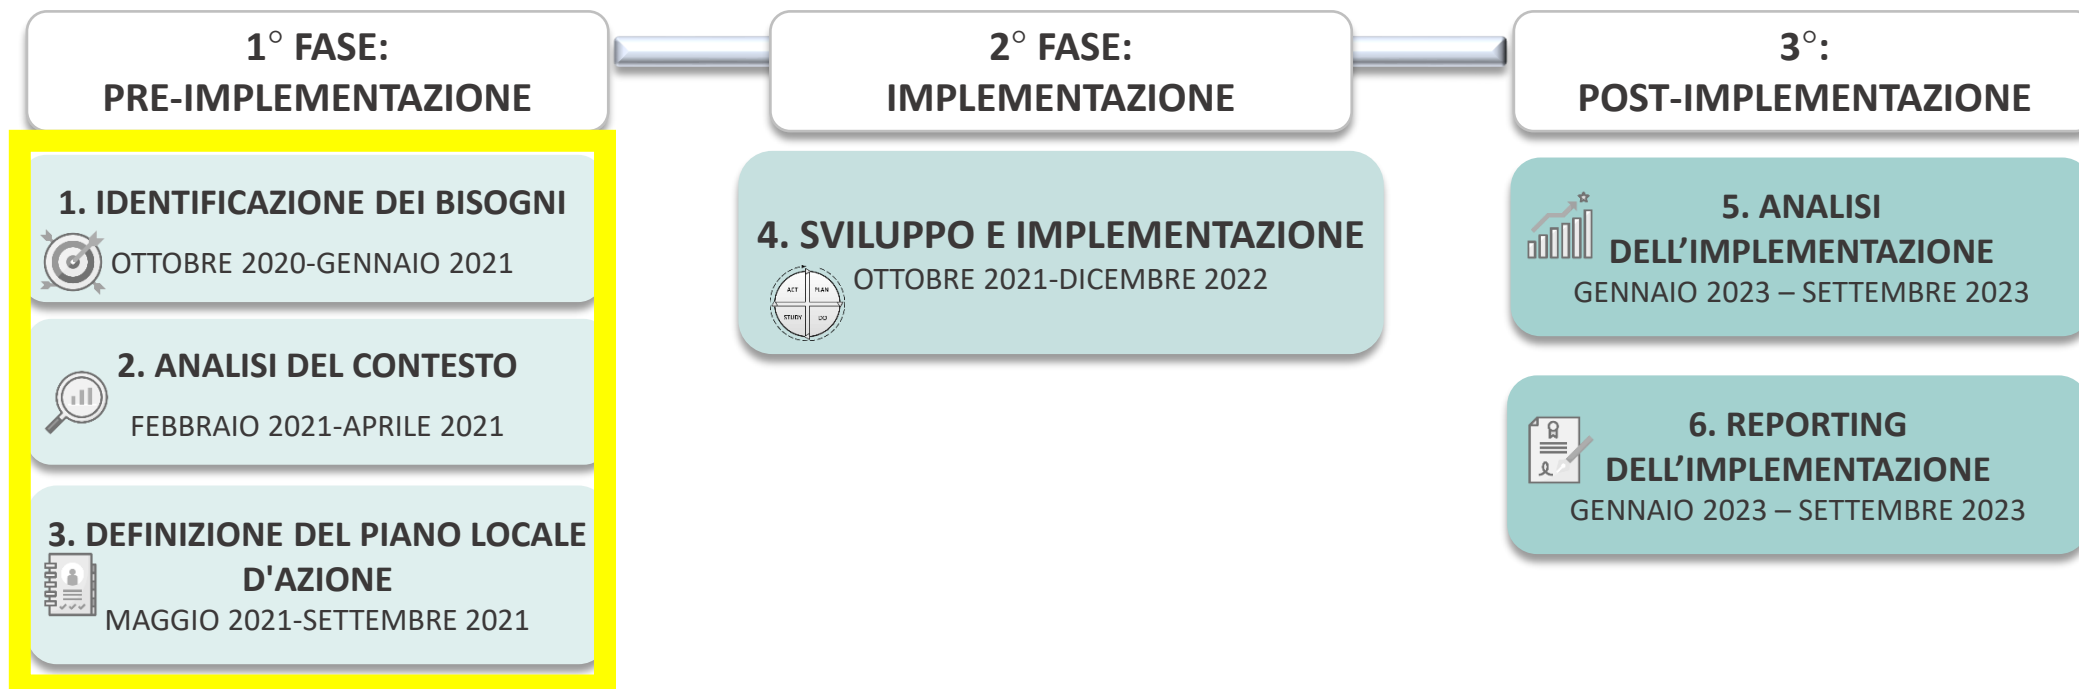 1° FASE:
PRE-IMPLEMENTAZIONE
1. IDENTIFICAZIONE DEI BISOGNI
OTTOBRE 2020-GENNAIO 2021
2. ANALISI DEL CONTESTO
FEBBRAIO 2021-APRILE 2021
3. DEFINIZIONE DEL PIANO LOCALE
D'AZIONE
MAGGIO 2021-SETTEMBRE 2021
2° FASE:
IMPLEMENTAZIONE
4. SVILUPPO E IMPLEMENTAZIONE
OTTOBRE 2021-DICEMBRE 2022
ACT PLAN
STUDY DO
3°:
POST-IMPLEMENTAZIONE
5. ANALISI
DELL’IMPLEMENTAZIONE
GENNAIO 2023 – SETTEMBRE 2023
6. REPORTING
DELL’IMPLEMENTAZIONE
GENNAIO 2023 – SETTEMBRE 2023